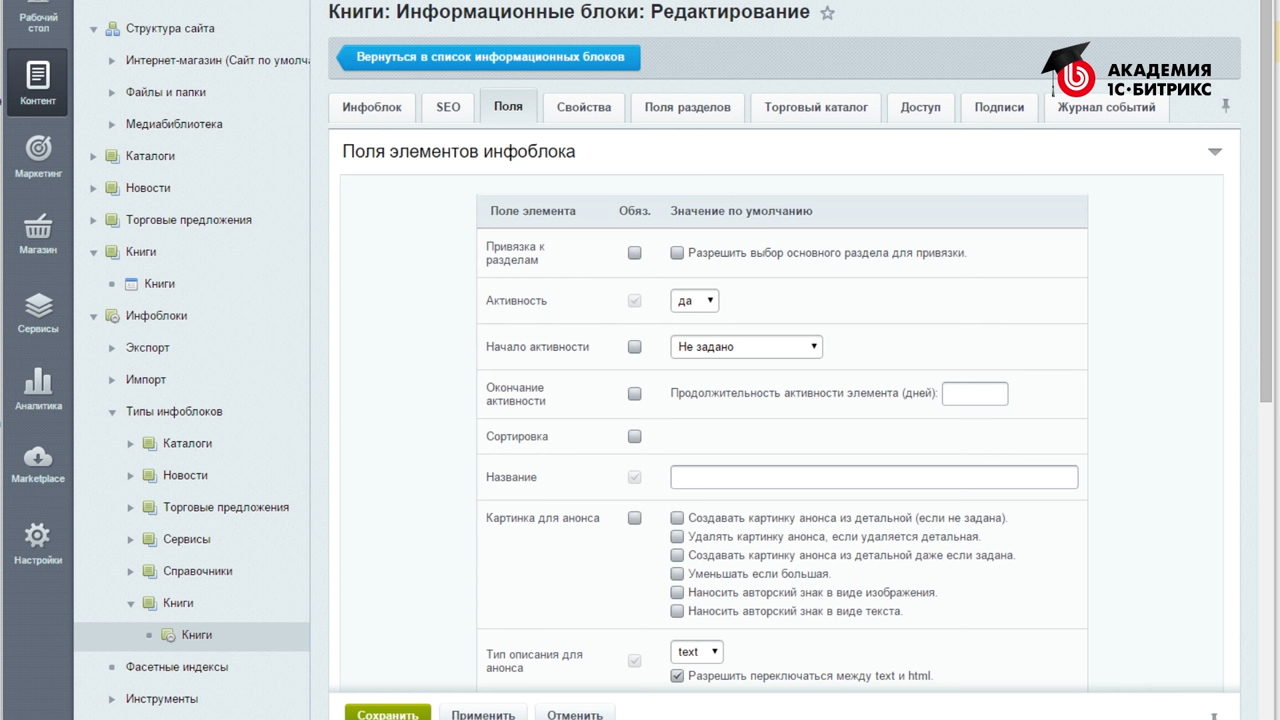 Рабочий
стол
Контент
Маркетинг
Магазин
Сервисы
Аналитика
Marketplace
Настройки
Структура сайта
Интернет-магазин (Сайт по умолча
Файлы и папки
Медиабиблиотека
Каталоги
Новости
Торговые предложения
Книги
Книги
Инфоблоки
Экспорт
Импорт
Типы инфоблоков
Каталоги
Новости
Торговые предложения
Сервисы
Справочники
Книги
Книги
Фасетные индексы
Инструменты
Книги: Информационные блоки: Редактирование
Вернуться в список информационных блоков
АКАДЕМИЯ
1С·БИТРИКС
Инфоблок SEO Поля Свойства Поля разделов Торговый каталог Доступ Подписи Журнал событий
Поля элементов инфоблока
Поле элемента Обяз. Значение по умолчанию
Привязка к
разделам
Разрешить выбор основного раздела для привязки.
Активность да
Начало активности Не задано
Окончание
активности
Продолжительность активности элемента (дней):
Сортировка
Название
Картинка для анонса Создавать картинку анонса из детальной (если не задана).
Удалять картинку анонса, если удаляется детальная.
Создавать картинку анонса из детальной даже если задана.
Уменьшать если большая.
Наносить авторский знак в виде изображения.
Наносить авторский знак в виде текста.
Тип описания для
анонса
text
Разрешить переключаться между text и html.
Сохранить Применить Отменить